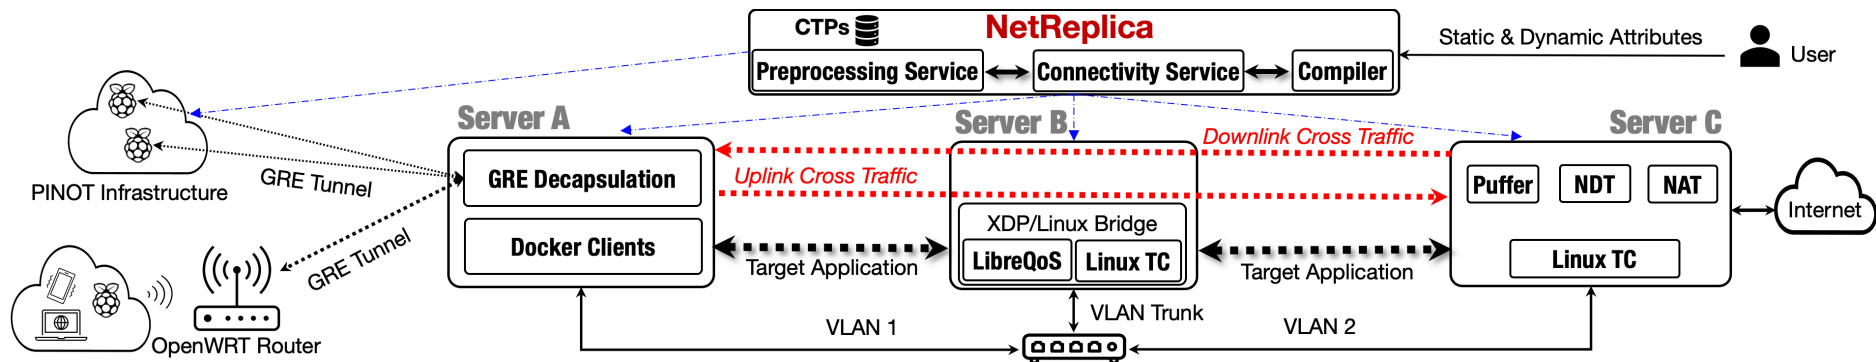 CTPs
NetReplica
Preprocessing Service
Connectivity Service
Compiler
Static & Dynamic Attributes
User
Server A
Server B
Server C
Downlink Cross Traffic
Uplink Cross Traffic
PINOT Infrastructure
GRE Tunnel
GRE Decapsulation
Docker Clients
XDP/Linux Bridge
LibreQoS
Linux TC
Target Application
Target Application
Puffer
NDT
NAT
Linux TC
Internet
GRE Tunnel
OpenWRT Router
VLAN 1
VLAN Trunk
VLAN 2